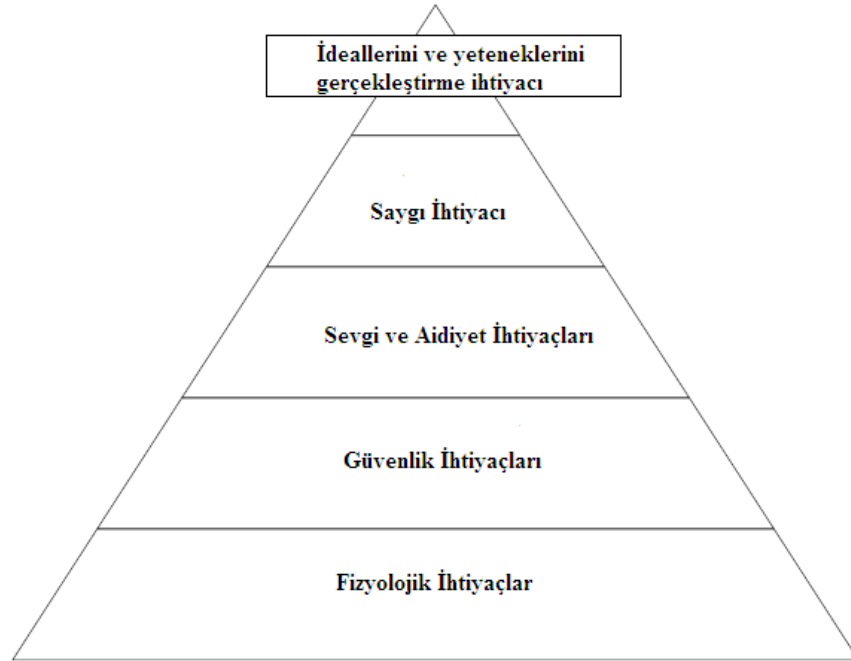 İdeallerini ve yeteneklerini
gerçekleştirme ihtiyacı
Saygı İhtiyacı
Sevgi ve Aidiyet İhtiyaçları
Güvenlik İhtiyaçları
Fizyolojik İhtiyaçlar